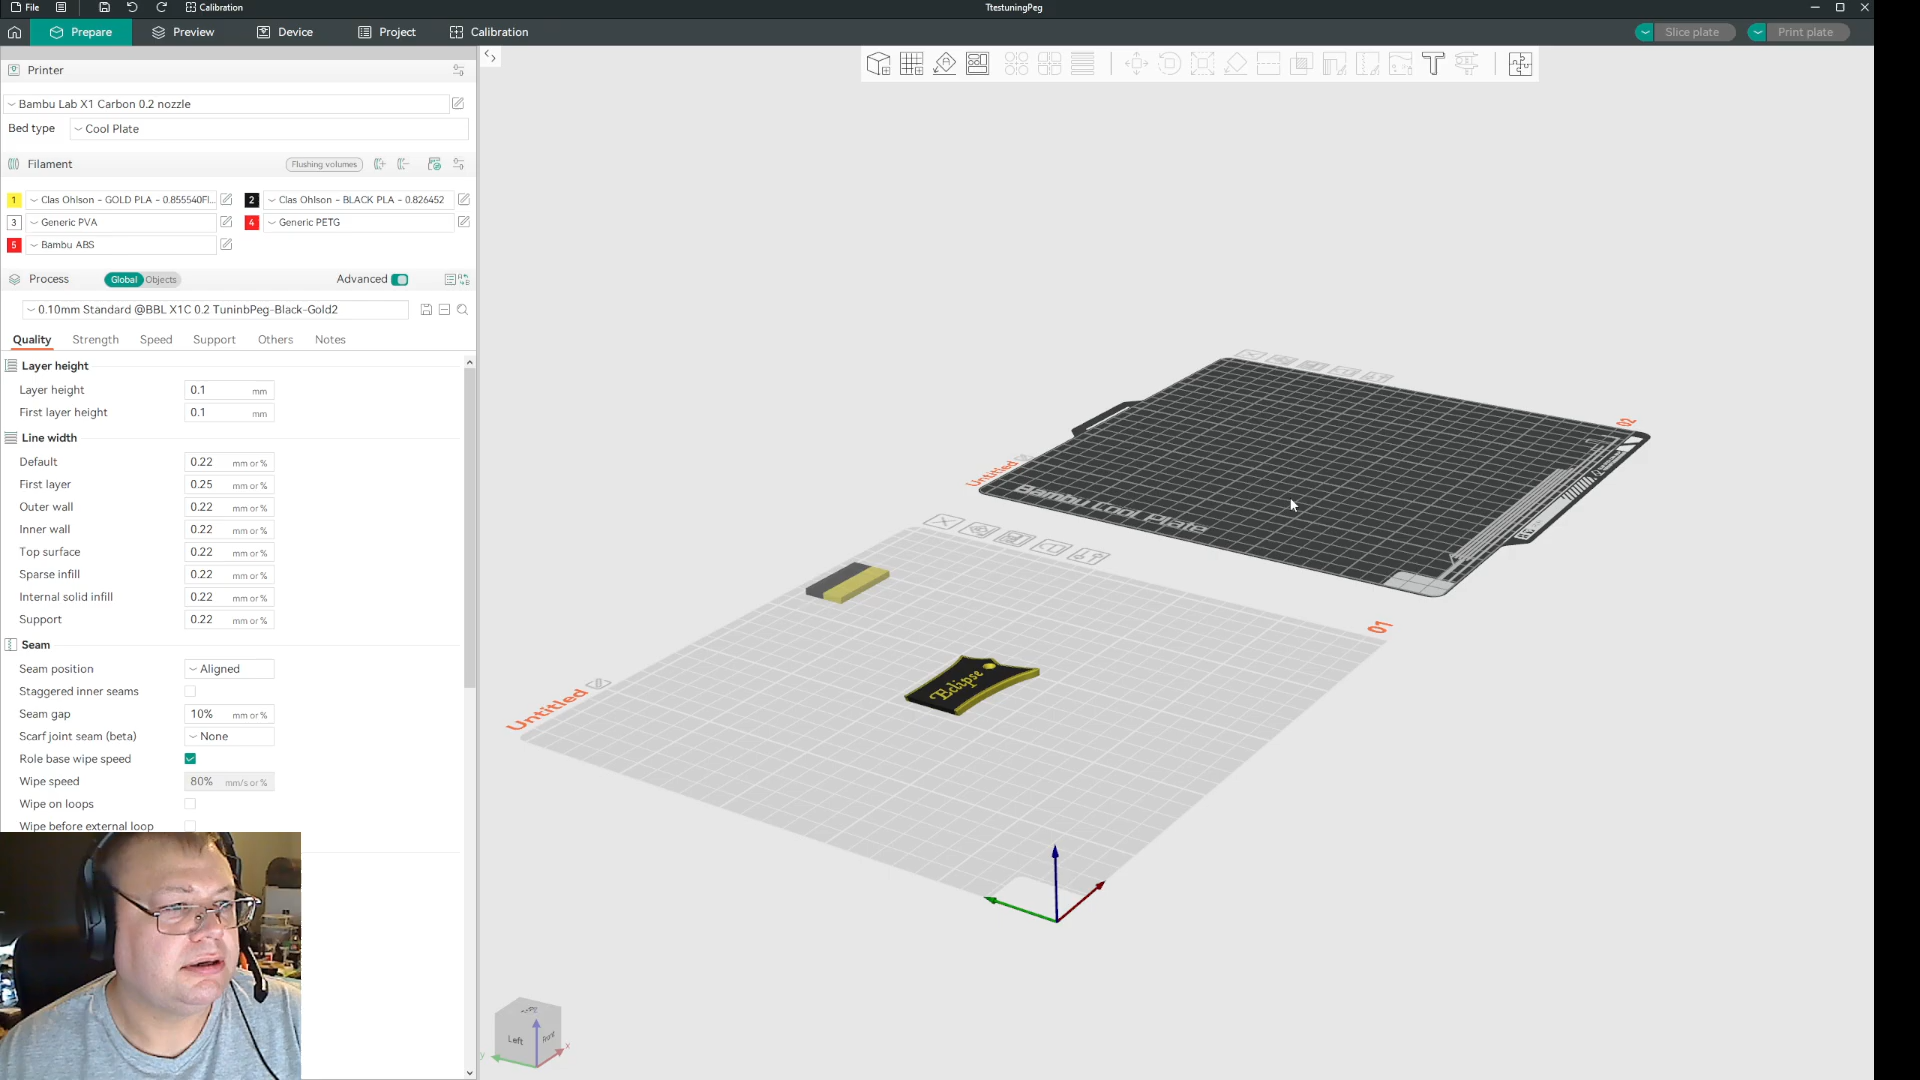 File
Calibration
TtestuningPeg
Prepare
Preview
Device
Project
Calibration
Slice plate
Print plate
Printer
Bambu Lab X1 Carbon 0.2 nozzle
Bed type
Cool Plate
Filament
Flushing volumes
1
Clas Ohlson - GOLD PLA - 0.855540Fl...
2
Clas Ohlson - BLACK PLA - 0.826452
3
Generic PVA
4
Generic PETG
5
Bambu ABS
Process
Global
Objects
Advanced
0.10mm Standard @BBL X1C 0.2 TuninbPeg-Black-Gold2
Quality
Strength
Speed
Support
Others
Notes
Layer height
Layer height
0.1
mm
First layer height
0.1
mm
Line width
Default
0.22
mm or %
First layer
0.25
mm or %
Outer wall
0.22
mm or %
Inner wall
0.22
mm or %
Top surface
0.22
mm or %
Sparse infill
0.22
mm or %
Internal solid infill
0.22
mm or %
Support
0.22
mm or %
Seam
Seam position
Aligned
Staggered inner seams
Seam gap
10%
mm or %
Scarf joint seam (beta)
None
Role base wipe speed
Wipe speed
80%
mm/s or %
Wipe on loops
Wipe before external loop
02
Untitled
Bambu Cool Plate
01
Untitled
Eclipse
Left
Front
y
x